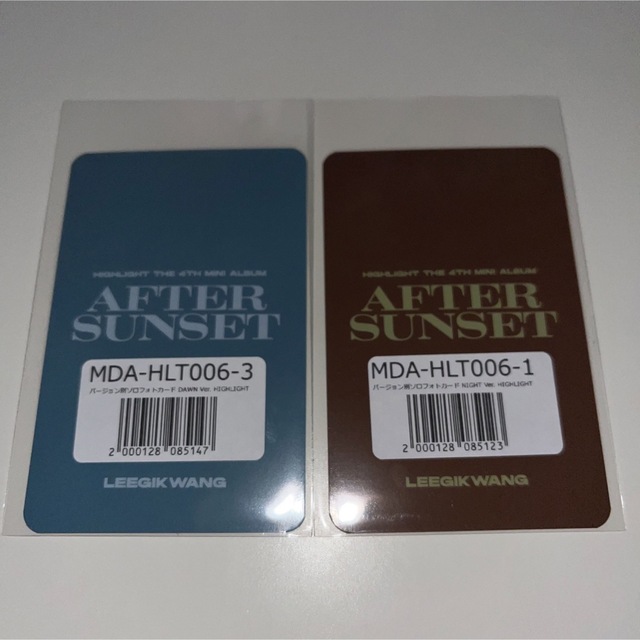 HIGHLIGHT THE 4TH MINI ALBUM
AFTER
SUNSET
MDA-HLT006-3
バージョン別ソロフォトカード DAWN Ver. HIGHLIGHT
2 000128 085147
LEEGIKWANG
HIGHLIGHT THE 4TH MINI ALBUM
AFTER
SUNSET
MDA-HLT006-1
バージョン別ソロフォトカード NIGHT Ver. HIGHLIGHT
2 000128 085123
LEEGIKWANG